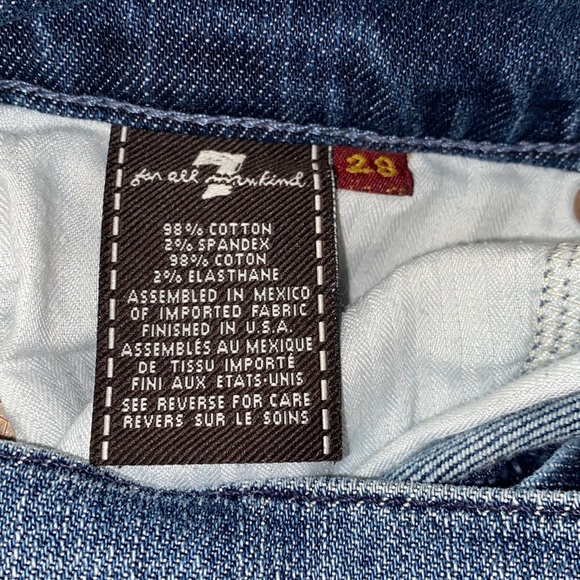 7
for all mankind
28
98% COTTON
2% SPANDEX
98% COTON
2% ELASTHANE
ASSEMBLED IN MEXICO
OF IMPORTED FABRIC
FINISHED IN U.S.A.
ASSEMBLÉS AU MEXIQUE
DE TISSU IMPORTÉ
FINI AUX ETATS-UNIS
SEE REVERSE FOR CARE
REVERS SUR LE SOINS